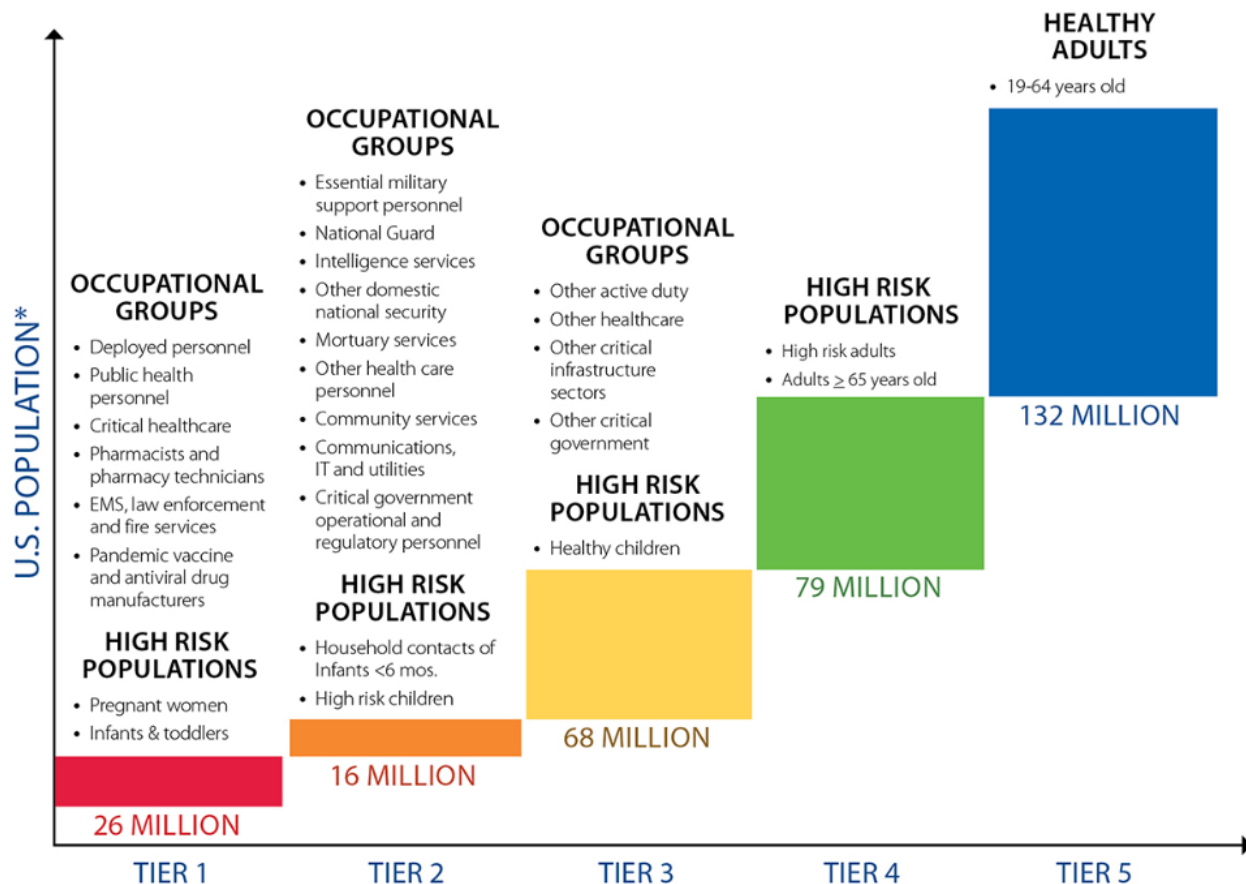 U.S. POPULATION*
OCCUPATIONAL
GROUPS
• Deployed personnel
• Public health
personnel
• Critical healthcare
• Pharmacists and
pharmacy technicians
• EMS, law enforcement
and fire services
• Pandemic vaccine
and antiviral drug
manufacturers
HIGH RISK
POPULATIONS
• Pregnant women
• Infants & toddlers
26 MILLION
TIER 1
OCCUPATIONAL
GROUPS
• Essential military
support personnel
• National Guard
• Intelligence services
• Other domestic
national security
• Mortuary services
• Other health care
personnel
• Community services
• Communications,
IT and utilities
• Critical government
operational and
regulatory personnel
HIGH RISK
POPULATIONS
• Household contacts of
Infants <6 mos.
• High risk children
16 MILLION
TIER 2
OCCUPATIONAL
GROUPS
• Other active duty
• Other healthcare
• Other critical
infrastructure
sectors
• Other critical
government
HIGH RISK
POPULATIONS
• Healthy children
68 MILLION
TIER 3
HIGH RISK
POPULATIONS
• High risk adults
• Adults ≥ 65 years old
79 MILLION
TIER 4
HEALTHY
ADULTS
• 19-64 years old
132 MILLION
TIER 5